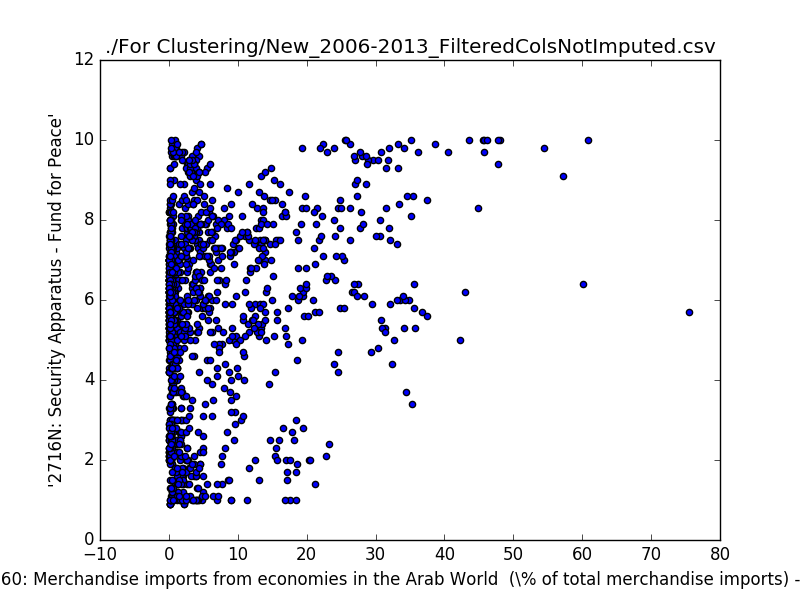 ./For Clustering/New_2006-2013_FilteredColsNotImputed.csv
'2716N: Security Apparatus - Fund for Peace'
12
10
8
6
4
2
0
−10 0 10 20 30 40 50 60 70 80
60: Merchandise imports from economies in the Arab World (\% of total merchandise imports) -